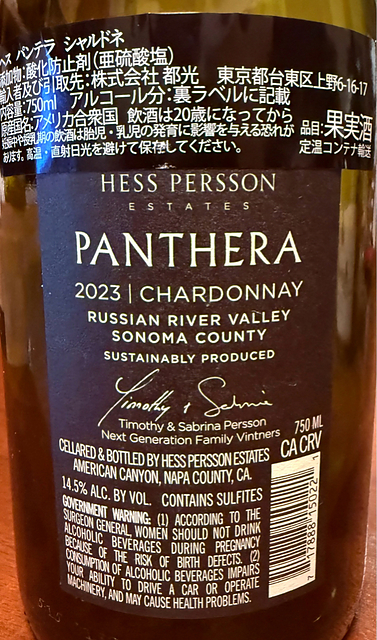 ヘス パンテラ シャルドネ
添加物:酸化防止剤(亜硫酸塩)
輸入者及び引取先:株式会社 都光 東京都台東区上野6-16-17
内容量:750ml アルコール分:裏ラベルに記載
原産国名:アメリカ合衆国 飲酒は20歳になってから
妊娠中や授乳期の飲酒は胎児・乳児の発育に影響を与える恐れが
あります。高温・直射日光を避けて保存してください。
品目:果実酒
定温コンテナ輸送
HESS PERSSON
ESTATES
PANTHERA
2023 | CHARDONNAY
RUSSIAN RIVER VALLEY
SONOMA COUNTY
SUSTAINABLY PRODUCED
Timothy & Sabrina
Timothy & Sabrina Persson
Next Generation Family Vintners
CELLARED & BOTTLED BY HESS PERSSON ESTATES
AMERICAN CANYON, NAPA COUNTY, CA.
14.5% ALC. BY VOL. CONTAINS SULFITES
750 ML
CA CRV
GOVERNMENT WARNING: (1) ACCORDING TO THE
SURGEON GENERAL, WOMEN SHOULD NOT DRINK
ALCOHOLIC BEVERAGES DURING PREGNANCY
BECAUSE OF THE RISK OF BIRTH DEFECTS. (2)
CONSUMPTION OF ALCOHOLIC BEVERAGES IMPAIRS
YOUR ABILITY TO DRIVE A CAR OR OPERATE
MACHINERY, AND MAY CAUSE HEALTH PROBLEMS.